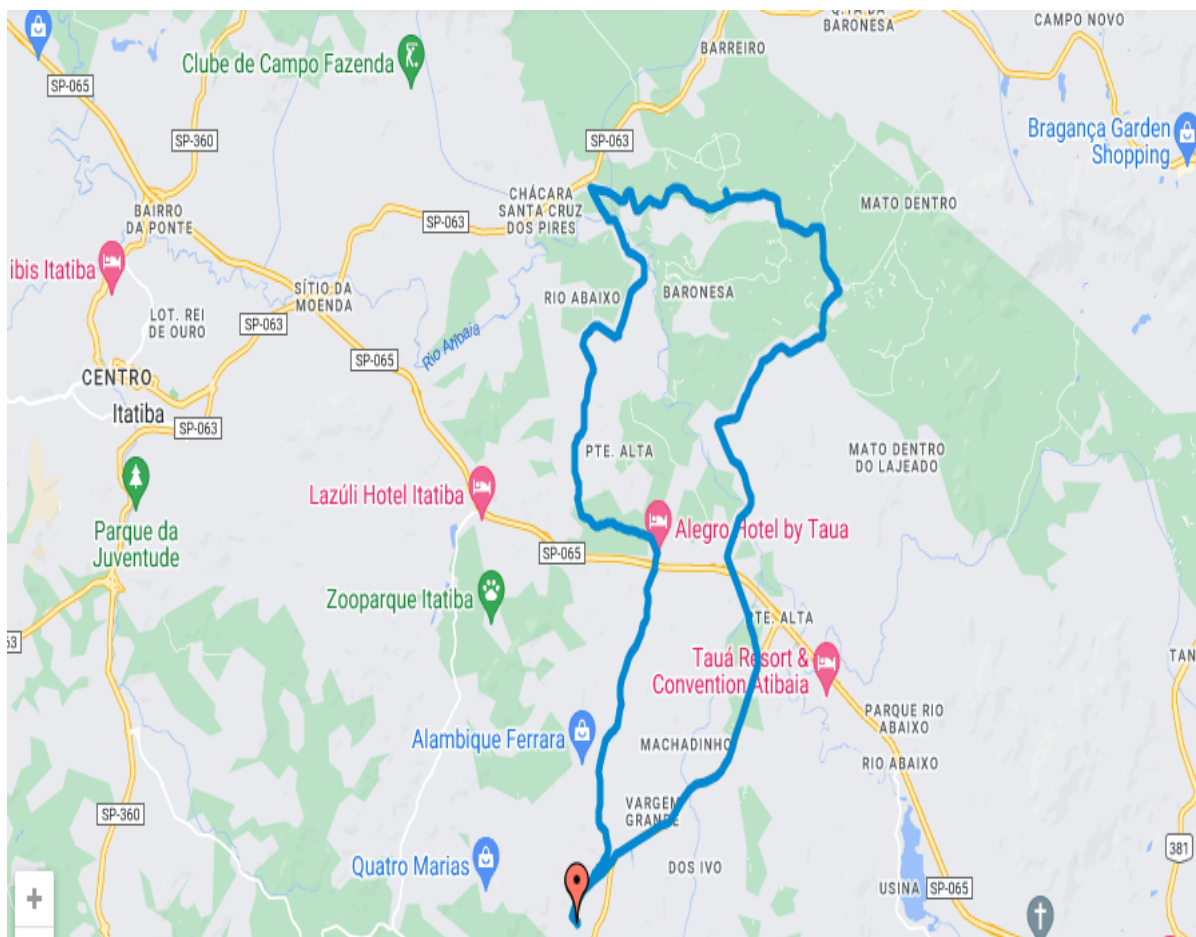 Q.TA DA
BARONESA
CAMPO NOVO
BARREIRO
Clube de Campo Fazenda
SP-065
SP-360
SP-063
Bragança Garden
Shopping
CHÁCARA
SANTA CRUZ
DOS PIRES
MATO DENTRO
BAIRRO
DA PONTE
SP-063
ibis Itatiba
SÍTIO DA
MOENDA
RIO ABAIXO
BARONESA
LOT. REI
DE OURO
SP-063
Rio Atibaia
SP-065
CENTRO
Itatiba
SP-063
PTE. ALTA
MATO DENTRO
DO LAJEADO
Lazúli Hotel Itatiba
Parque da
Juventude
Alegro Hotel by Taua
SP-065
Zooparque Itatiba
PTE. ALTA
63
Tauá Resort &
Convention Atibaia
TAN
PARQUE RIO
ABAIXO
Alambique Ferrara
MACHADINHO
RIO ABAIXO
VARGEM
GRANDE
SP-360
381
Quatro Marias
DOS IVO
USINA
SP-065
+